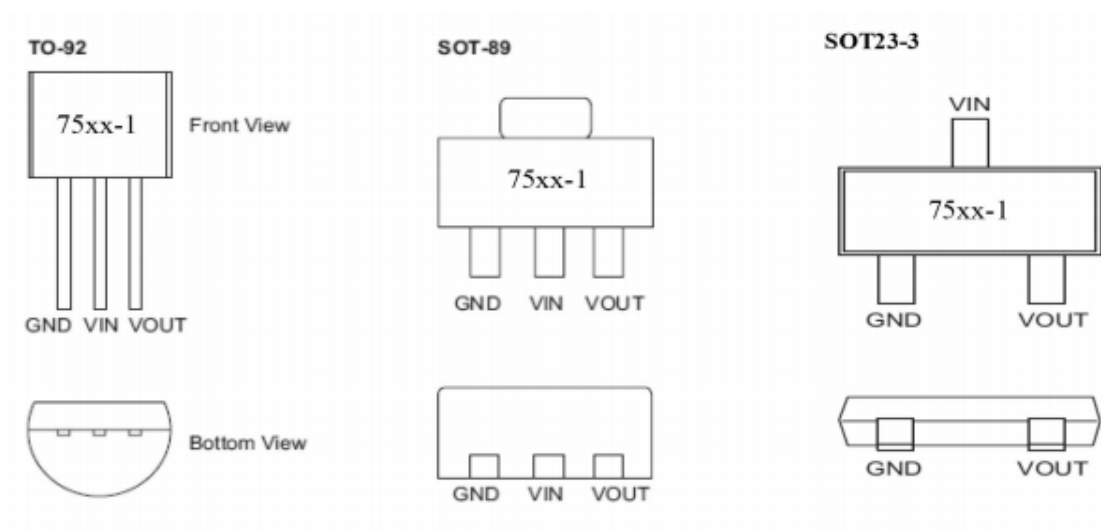 TO-92
75xx-1
Front View
GND VIN VOUT
Bottom View
SOT-89
75xx-1
GND VIN VOUT
GND VIN VOUT
SOT23-3
VIN
75xx-1
GND VOUT
GND VOUT